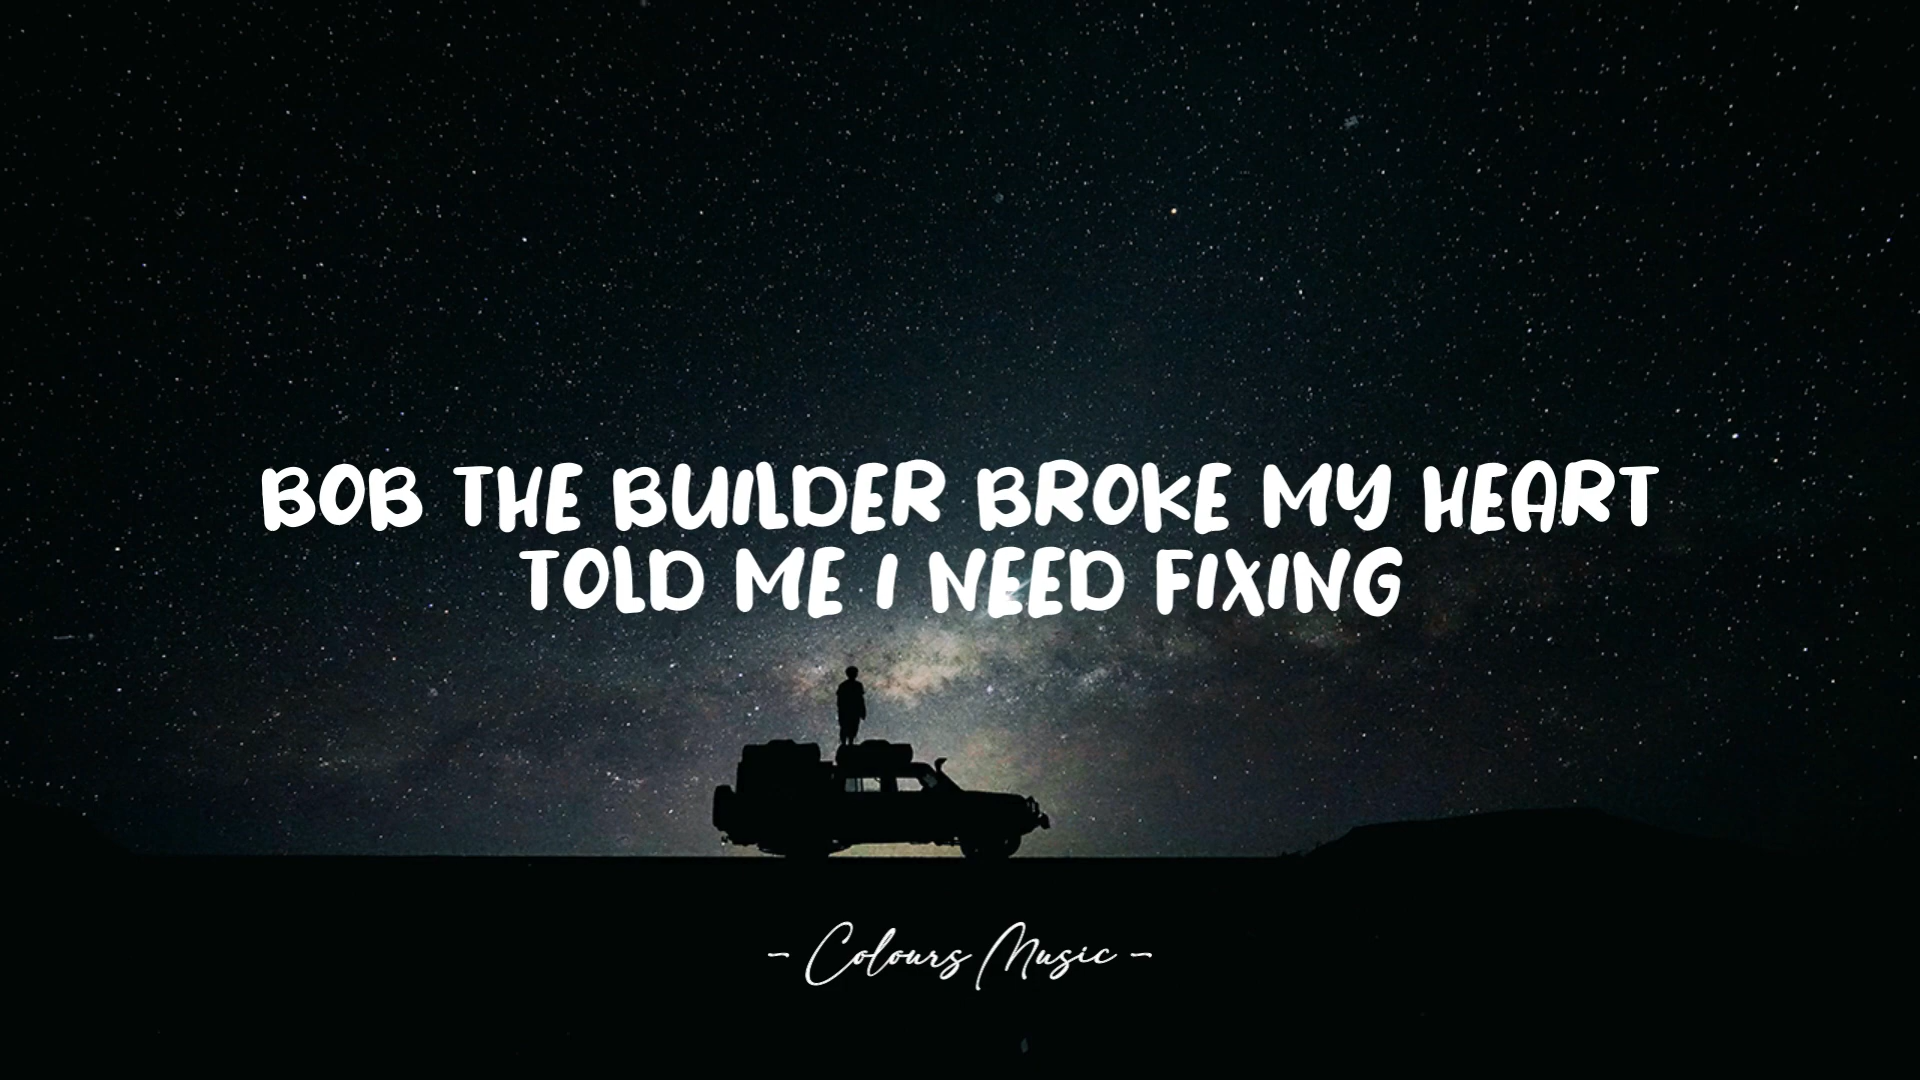 BOB THE BUILDER BROKE MY HEART
TOLD ME I NEED FIXING
- Colours Music -